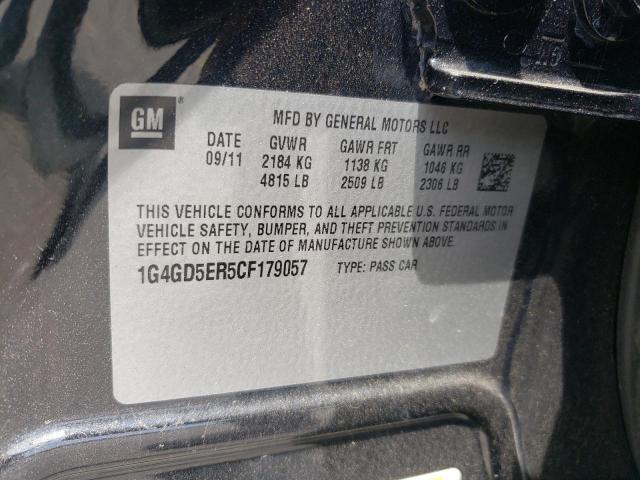 GM
MFD BY GENERAL MOTORS LLC
DATE GVWR GAWR FRT GAWR RR
09/11 2184 KG 1138 KG 1046 KG
4815 LB 2509 LB 2306 LB
THIS VEHICLE CONFORMS TO ALL APPLICABLE U.S. FEDERAL MOTOR
VEHICLE SAFETY, BUMPER, AND THEFT PREVENTION STANDARDS IN
EFFECT ON THE DATE OF MANUFACTURE SHOWN ABOVE.
1G4GD5ER5CF179057 TYPE: PASS CAR